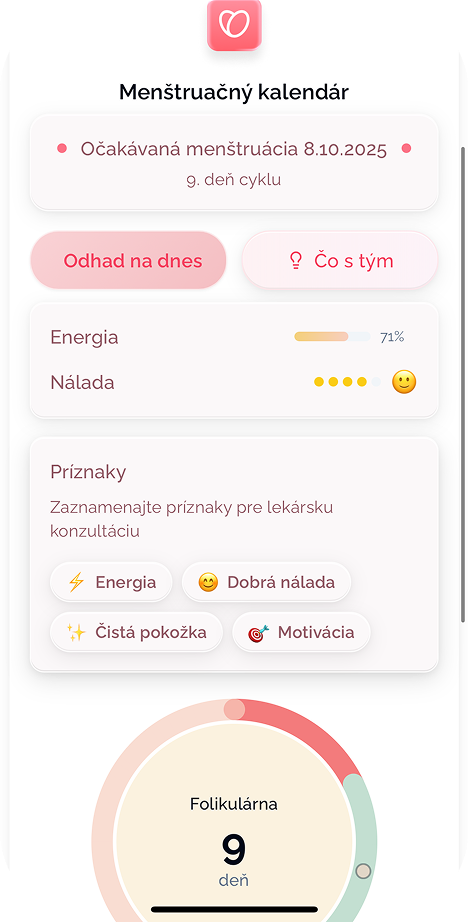 Menštruačný kalendár
Očakávaná menštruácia 8.10.2025
9. deň cyklu
Odhad na dnes
Čo s tým
Energia
71%
Nálada
Príznaky
Zaznamenajte príznaky pre lekársku
konzultáciu
Energia
Dobrá nálada
Čistá pokožka
Motivácia
Folikulárna
9
deň